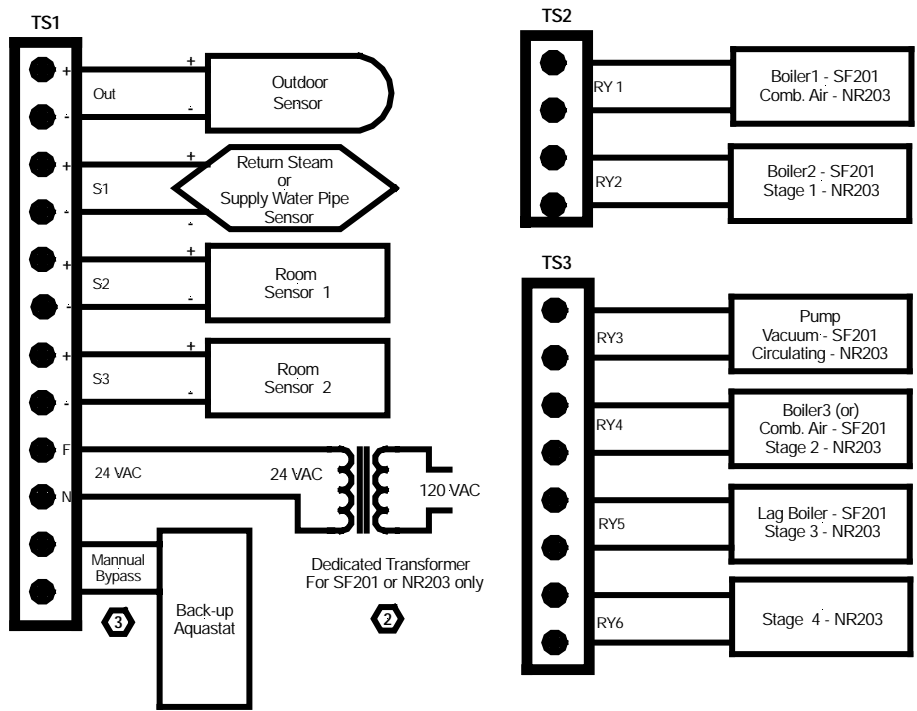 TS1
+
Out
-
+
-
Outdoor
Sensor
+
S1
-
+
-
Return Steam
or
Supply Water Pipe
Sensor
+
S2
-
+
-
Room
Sensor 1
+
S3
-
+
-
Room
Sensor 2
F
24 VAC
N
24 VAC
120 VAC
Dedicated Transformer
For SF201 or NR203 only
2
Mannual
Bypass
3
Back-up
Aquastat
TS2
RY 1
Boiler1 - SF201
Comb. Air - NR203
RY2
Boiler2 - SF201
Stage 1 - NR203
TS3
RY3
Pump
Vacuum - SF201
Circulating - NR203
RY4
Boiler3 (or)
Comb. Air - SF201
Stage 2 - NR203
RY5
Lag Boiler - SF201
Stage 3 - NR203
RY6
Stage 4 - NR203